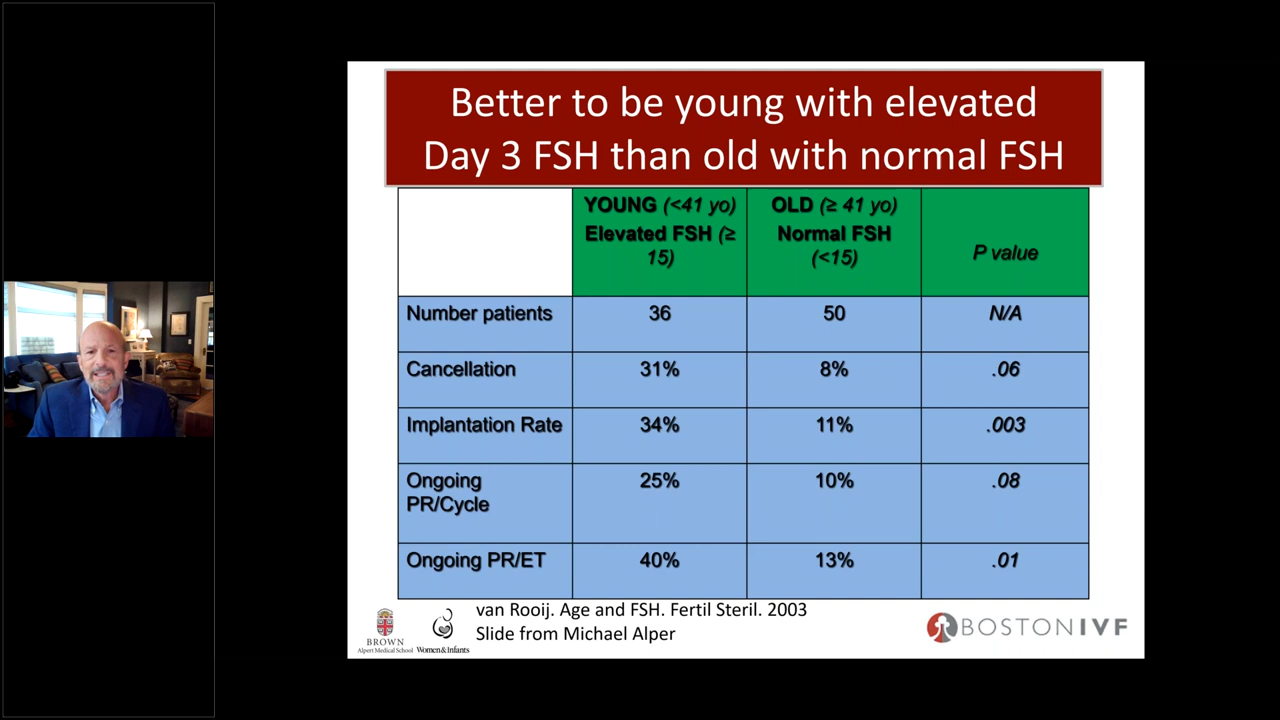 Better to be young with elevated
Day 3 FSH than old with normal FSH
YOUNG (<41 yo)
Elevated FSH (≥
15)
OLD (≥ 41 yo)
Normal FSH
(<15)
P value
Number patients
36
50
N/A
Cancellation
31%
8%
.06
Implantation Rate
34%
11%
.003
Ongoing
PR/Cycle
25%
10%
.08
Ongoing PR/ET
40%
13%
.01
van Rooij. Age and FSH. Fertil Steril. 2003
Slide from Michael Alper
BROWN
Alpert Medical School
Women & Infants
BOSTON IVF